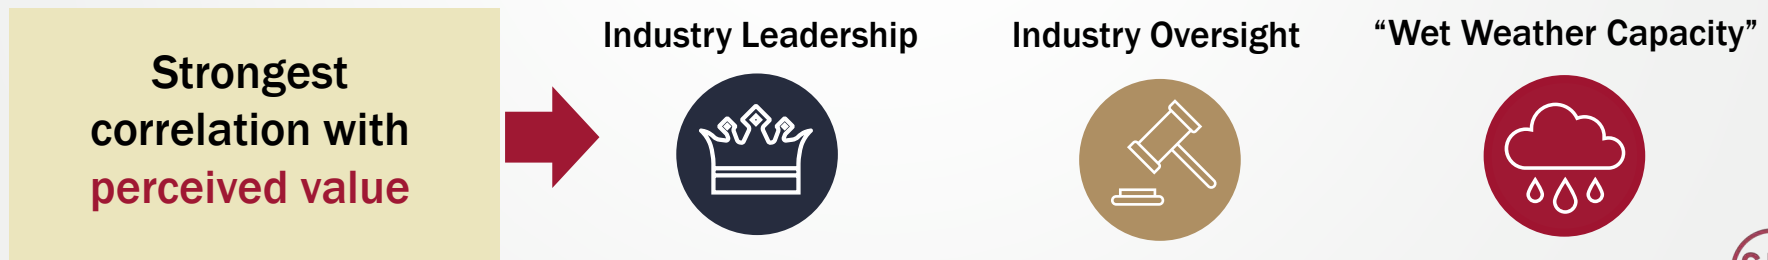 Strongest
correlation with
perceived value
Industry Leadership
Industry Oversight
“Wet Weather Capacity”